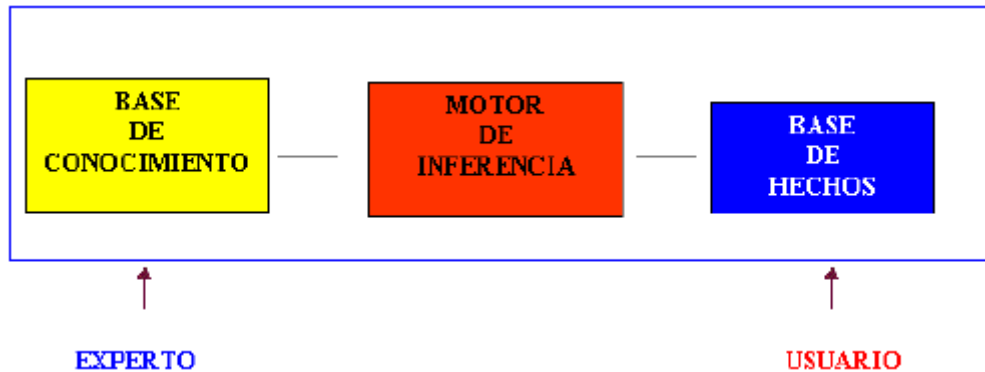 BASE
DE
CONOCIMIENTO
MOTOR
DE
INFERENCIA
BASE
DE
HECHOS
EXPERTO
USUARIO